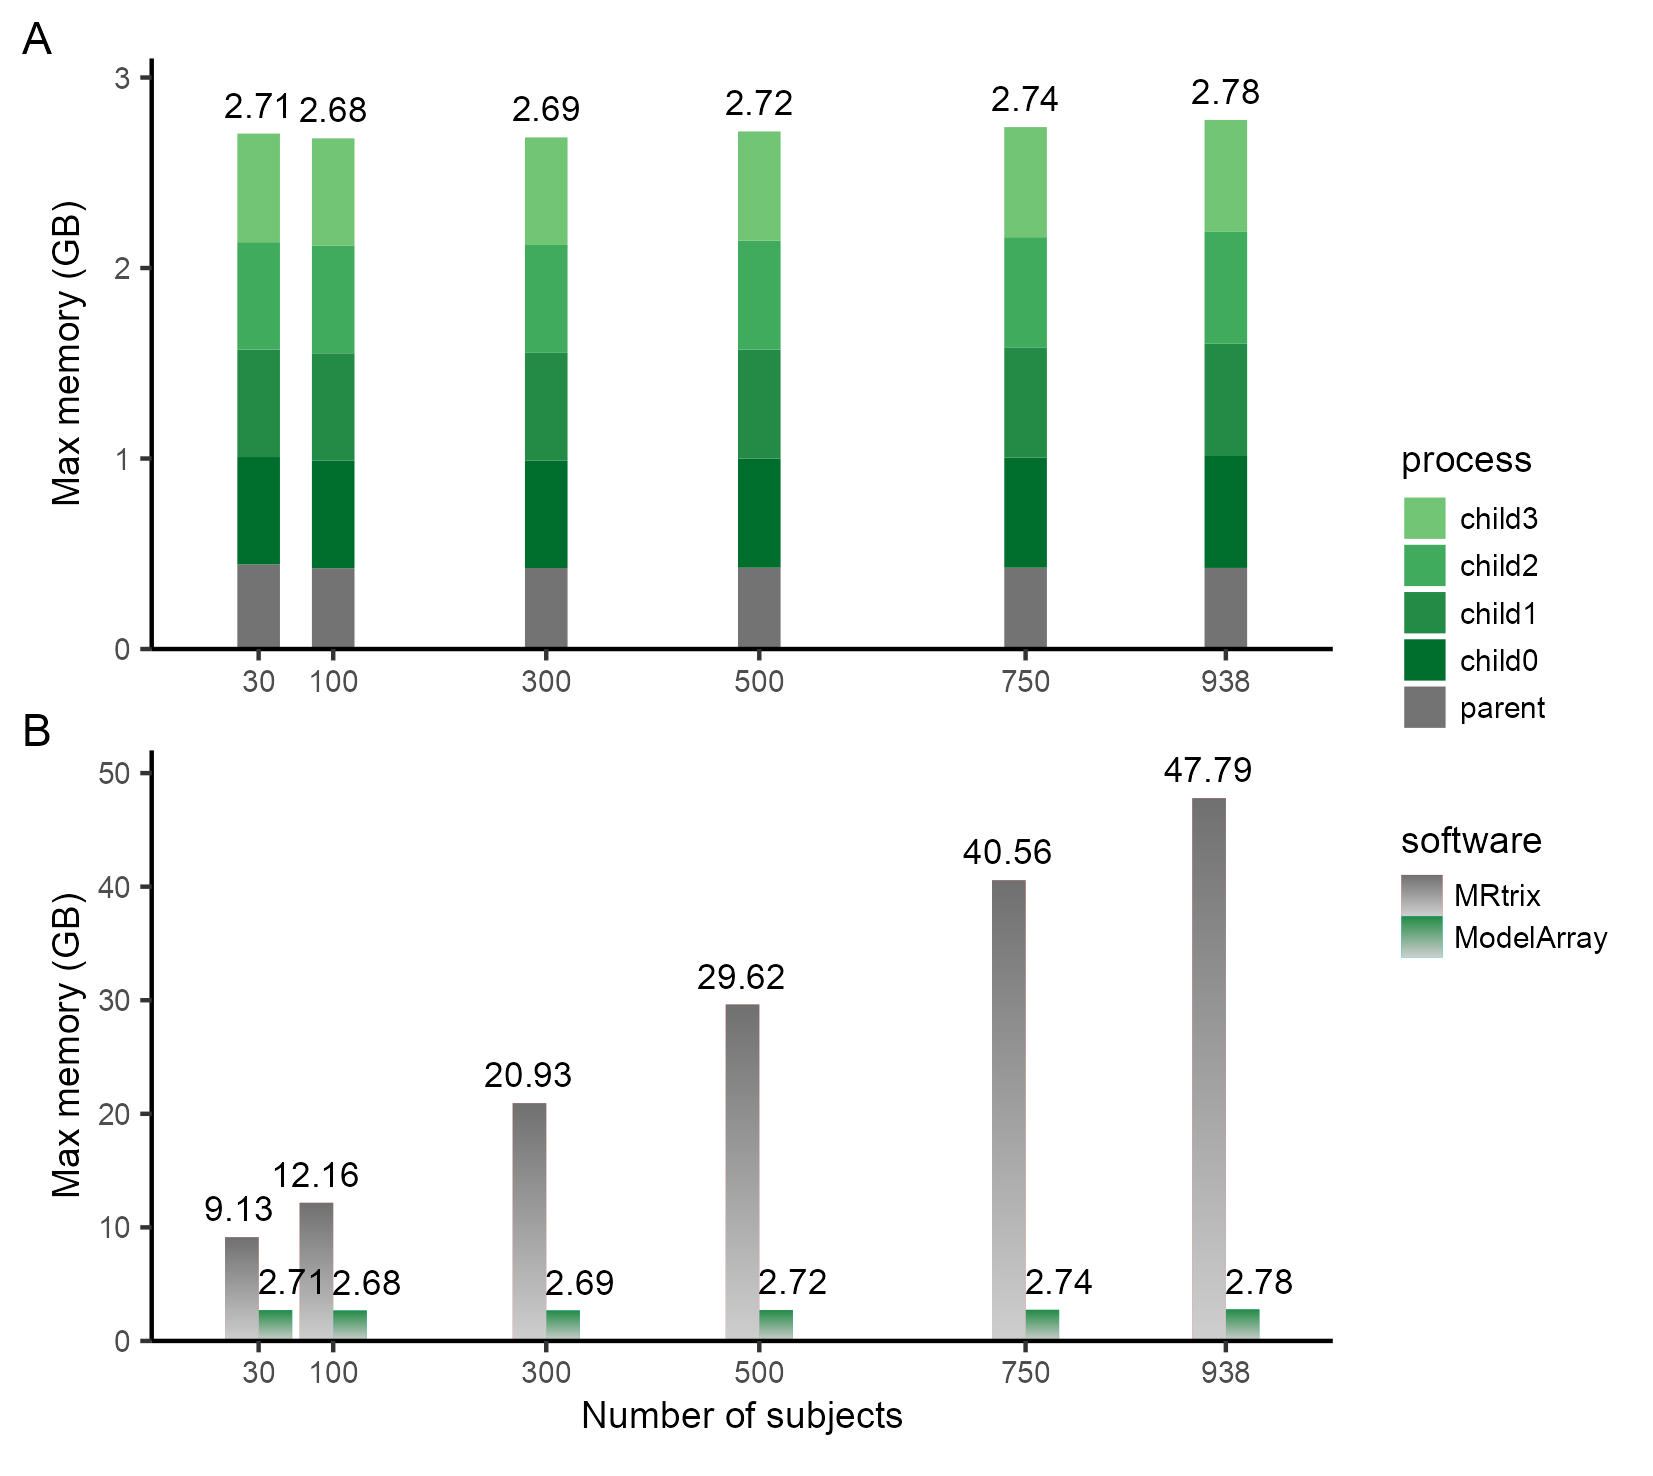 A
Max memory (GB)
3
2
1
0
2.71 2.68 2.69 2.72 2.74 2.78
30 100 300 500 750 938
process
child3
child2
child1
child0
parent
B
Max memory (GB)
50
40
30
20
10
0
9.13 12.16 20.93 29.62 40.56 47.79
2.71 2.68 2.69 2.72 2.74 2.78
30 100 300 500 750 938
Number of subjects
software
MRtrix
ModelArray